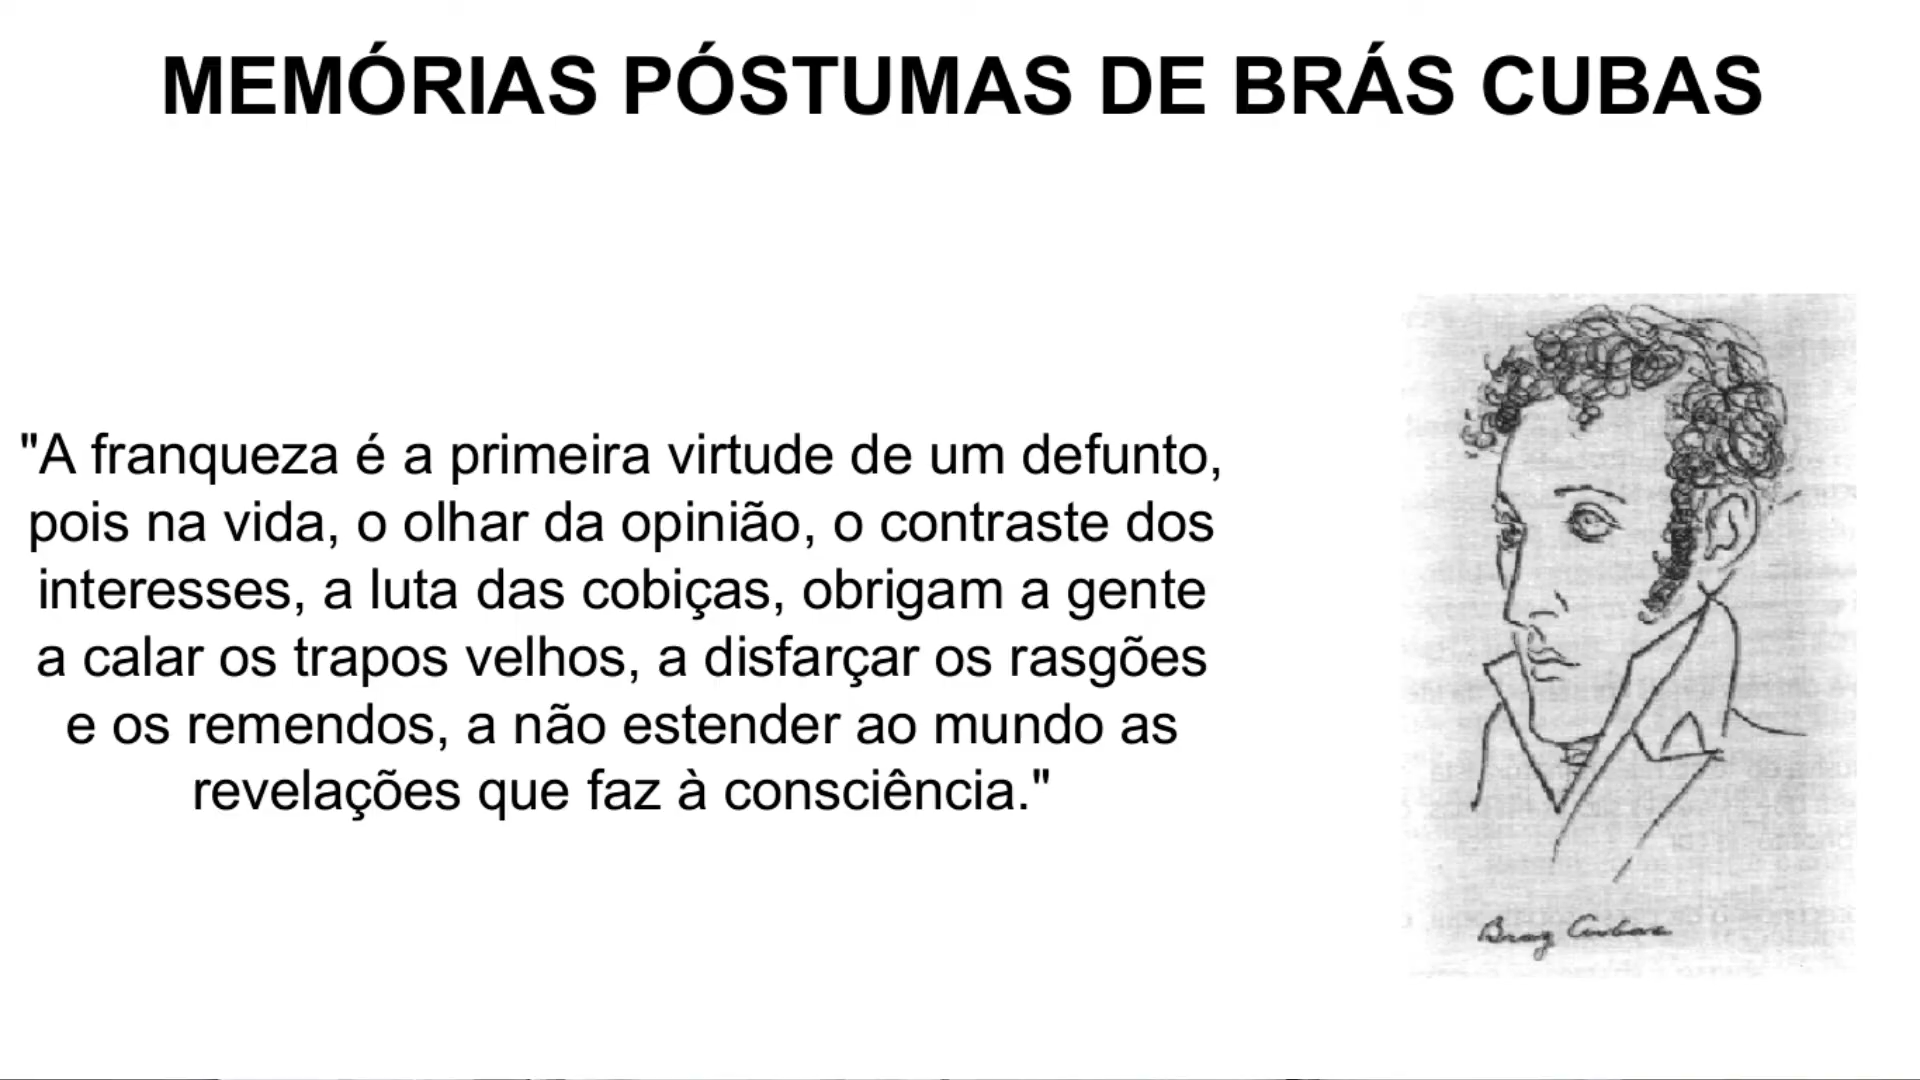 MEMÓRIAS PÓSTUMAS DE BRÁS CUBAS
"A franqueza é a primeira virtude de um defunto,
pois na vida, o olhar da opinião, o contraste dos
interesses, a luta das cobiças, obrigam a gente
a calar os trapos velhos, a disfarçar os rasgões
e os remendos, a não estender ao mundo as
revelações que faz à consciência."
Braz Cubas